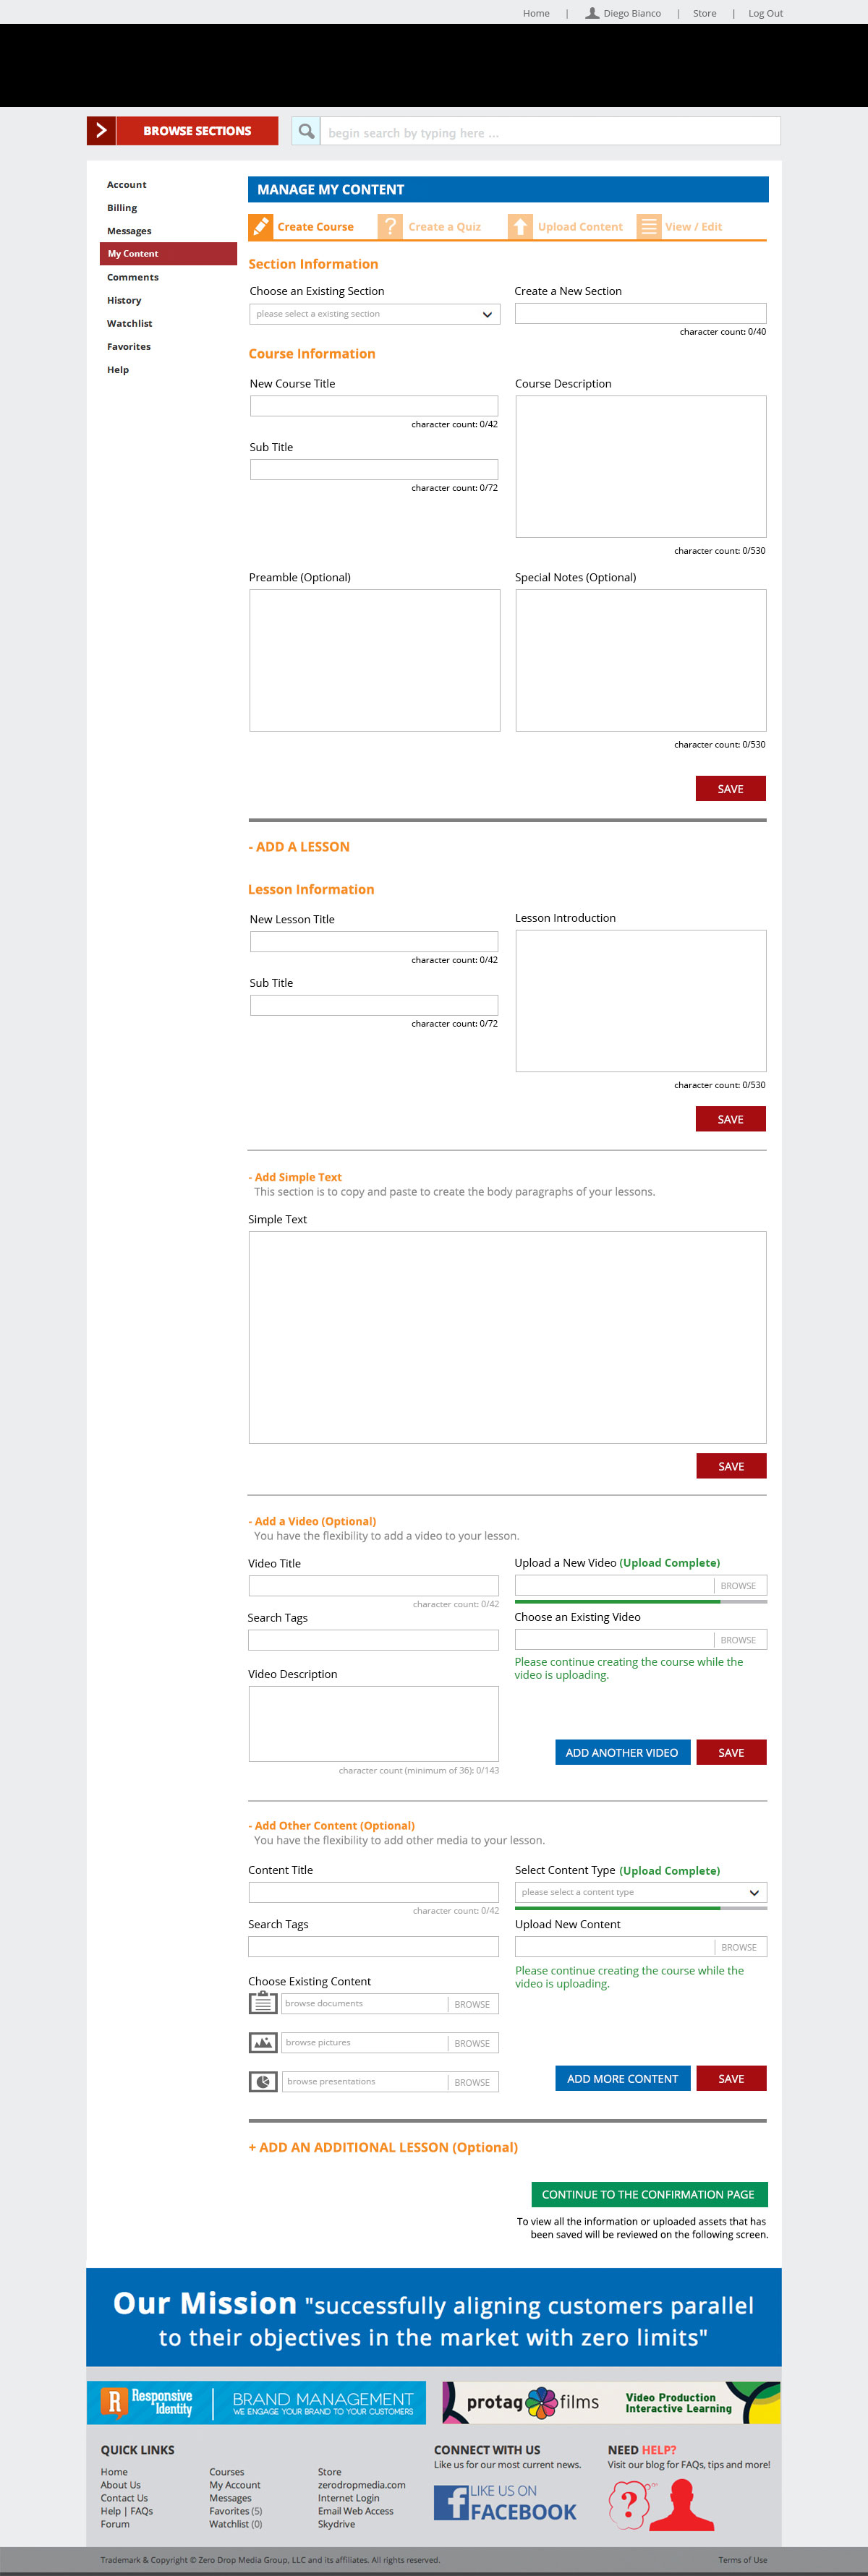 Home | Diego Bianco | Store | Log Out
BROWSE SECTIONS
begin search by typing here ...
Account
Billing
Messages
My Content
Comments
History
Watchlist
Favorites
Help
MANAGE MY CONTENT
Create Course Create a Quiz Upload Content View / Edit
Section Information
Choose an Existing Section Create a New Section
please select a existing section
character count: 0/40
Course Information
New Course Title Course Description
character count: 0/42
Sub Title
character count: 0/72
character count: 0/530
Preamble (Optional) Special Notes (Optional)
character count: 0/530
SAVE
- ADD A LESSON
Lesson Information
New Lesson Title Lesson Introduction
character count: 0/42
Sub Title
character count: 0/72
character count: 0/530
SAVE
- Add Simple Text
This section is to copy and paste to create the body paragraphs of your lessons.
Simple Text
SAVE
- Add a Video (Optional)
You have the flexibility to add a video to your lesson.
Video Title Upload a New Video (Upload Complete)
BROWSE
character count: 0/42
Search Tags Choose an Existing Video
BROWSE
Please continue creating the course while the
video is uploading.
Video Description
ADD ANOTHER VIDEO SAVE
character count (minimum of 36): 0/143
- Add Other Content (Optional)
You have the flexibility to add other media to your lesson.
Content Title Select Content Type (Upload Complete)
please select a content type
character count: 0/42
Search Tags Upload New Content
BROWSE
Please continue creating the course while the
video is uploading.
Choose Existing Content
browse documents BROWSE
browse pictures BROWSE
browse presentations BROWSE
ADD MORE CONTENT SAVE
+ ADD AN ADDITIONAL LESSON (Optional)
CONTINUE TO THE CONFIRMATION PAGE
To view all the information or uploaded assets that has
been saved will be reviewed on the following screen.
Our Mission "successfully aligning customers parallel
to their objectives in the market with zero limits"
R Responsive Identity | BRAND MANAGEMENT
WE ENGAGE YOUR BRAND TO YOUR CUSTOMERS
protag films Video Production
Interactive Learning
QUICK LINKS CONNECT WITH US NEED HELP?
Like us for our most current news. Visit our blog for FAQs, tips and more!
Home Courses Store
About Us My Account zerodropmedia.com
Contact Us Messages Internet Login
Help | FAQs Favorites (5) Email Web Access
Forum Watchlist (0) Skydrive
f LIKE US ON
FACEBOOK
?
Trademark & Copyright © Zero Drop Media Group, LLC and its affiliates. All rights reserved. Terms of Use